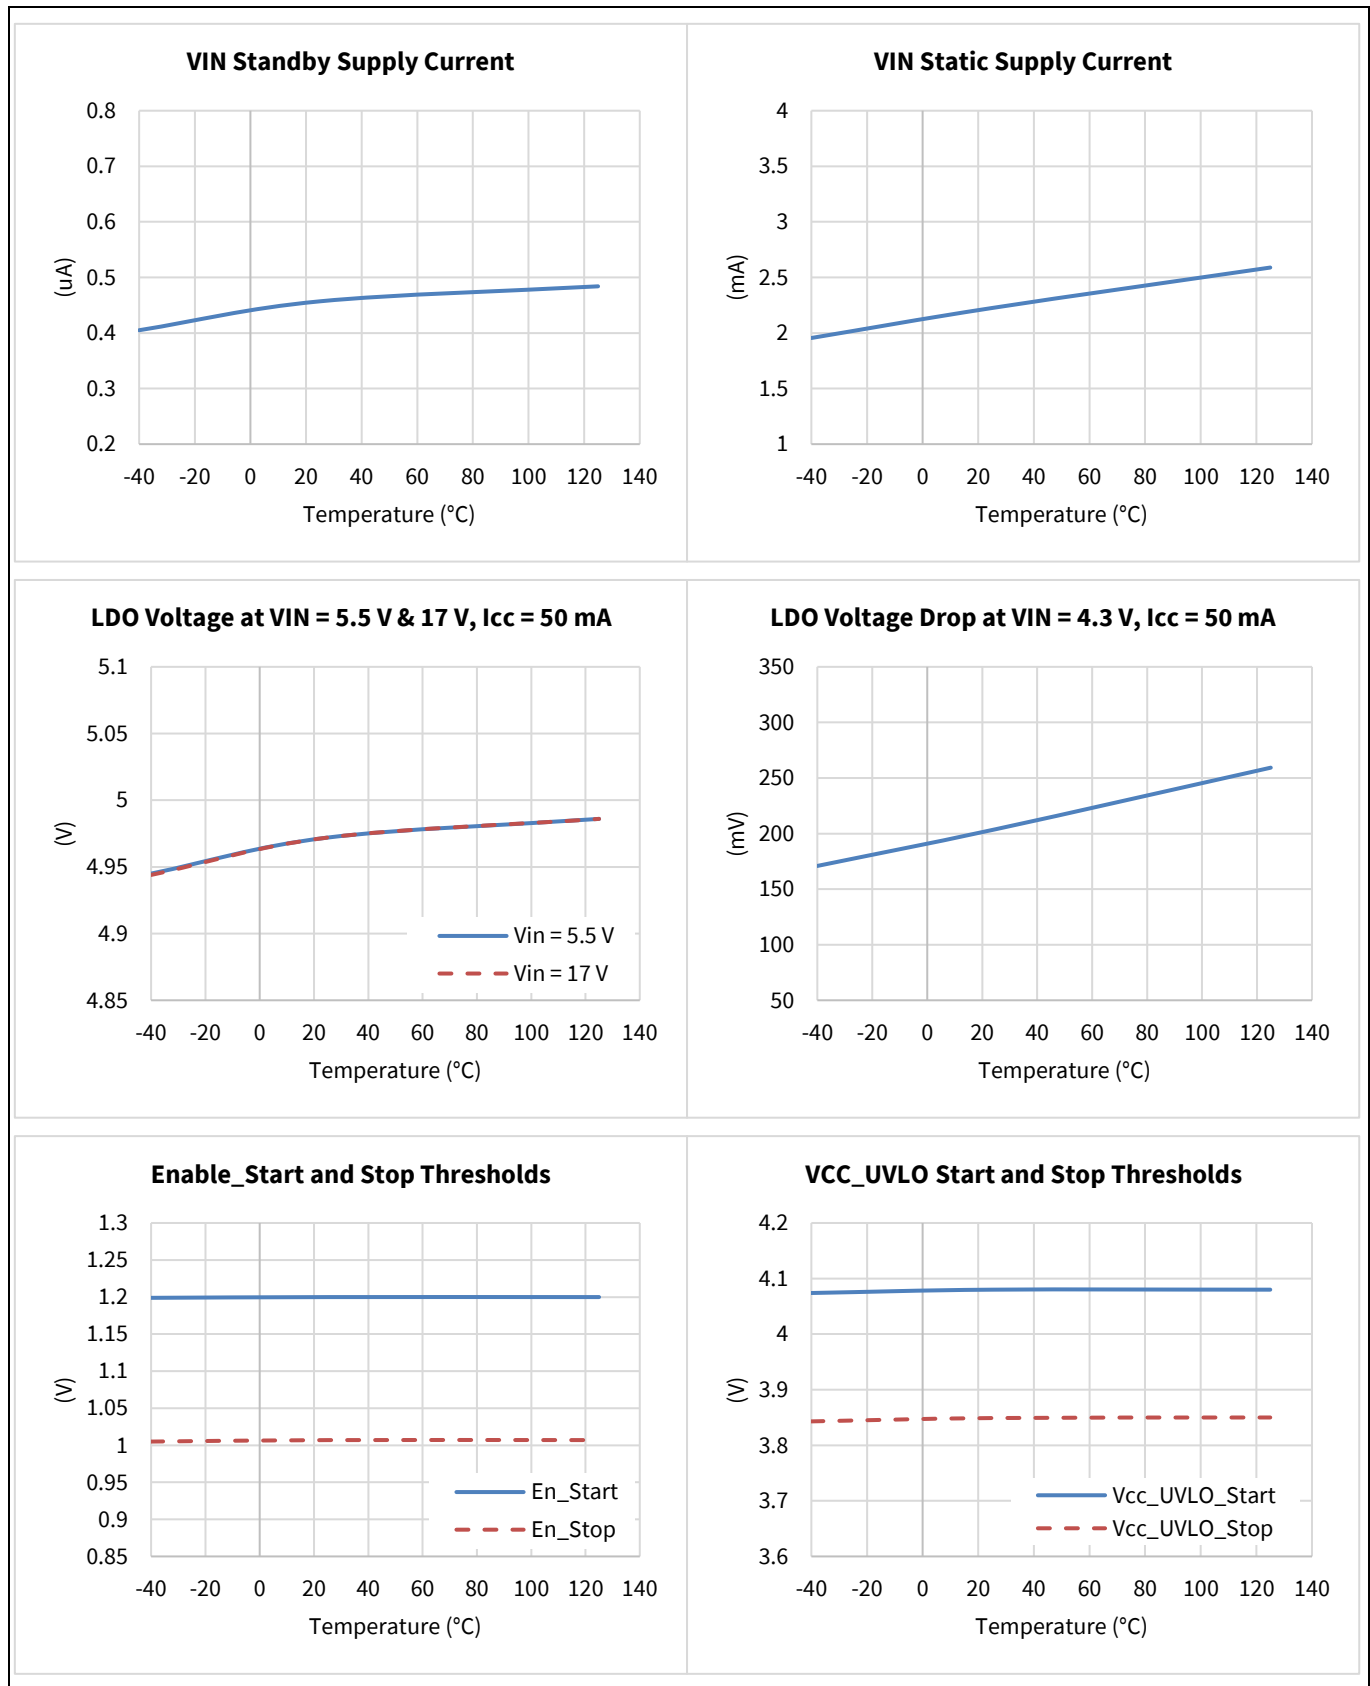 VIN Standby Supply Current
0.8
0.7
0.6
0.5
0.4
0.3
0.2
(uA)
-40 -20 0 20 40 60 80 100 120 140
Temperature (°C)
VIN Static Supply Current
4
3.5
3
2.5
2
1.5
1
(mA)
-40 -20 0 20 40 60 80 100 120 140
Temperature (°C)
LDO Voltage at VIN = 5.5 V & 17 V, Icc = 50 mA
5.1
5.05
5
4.95
4.9
4.85
(V)
Vin = 5.5 V
Vin = 17 V
-40 -20 0 20 40 60 80 100 120 140
Temperature (°C)
LDO Voltage Drop at VIN = 4.3 V, Icc = 50 mA
350
300
250
200
150
100
50
(mV)
-40 -20 0 20 40 60 80 100 120 140
Temperature (°C)
Enable_Start and Stop Thresholds
1.3
1.25
1.2
1.15
1.1
1.05
1
0.95
0.9
0.85
(V)
En_Start
En_Stop
-40 -20 0 20 40 60 80 100 120 140
Temperature (°C)
VCC_UVLO Start and Stop Thresholds
4.2
4.1
4
3.9
3.8
3.7
3.6
(V)
Vcc_UVLO_Start
Vcc_UVLO_Stop
-40 -20 0 20 40 60 80 100 120 140
Temperature (°C)